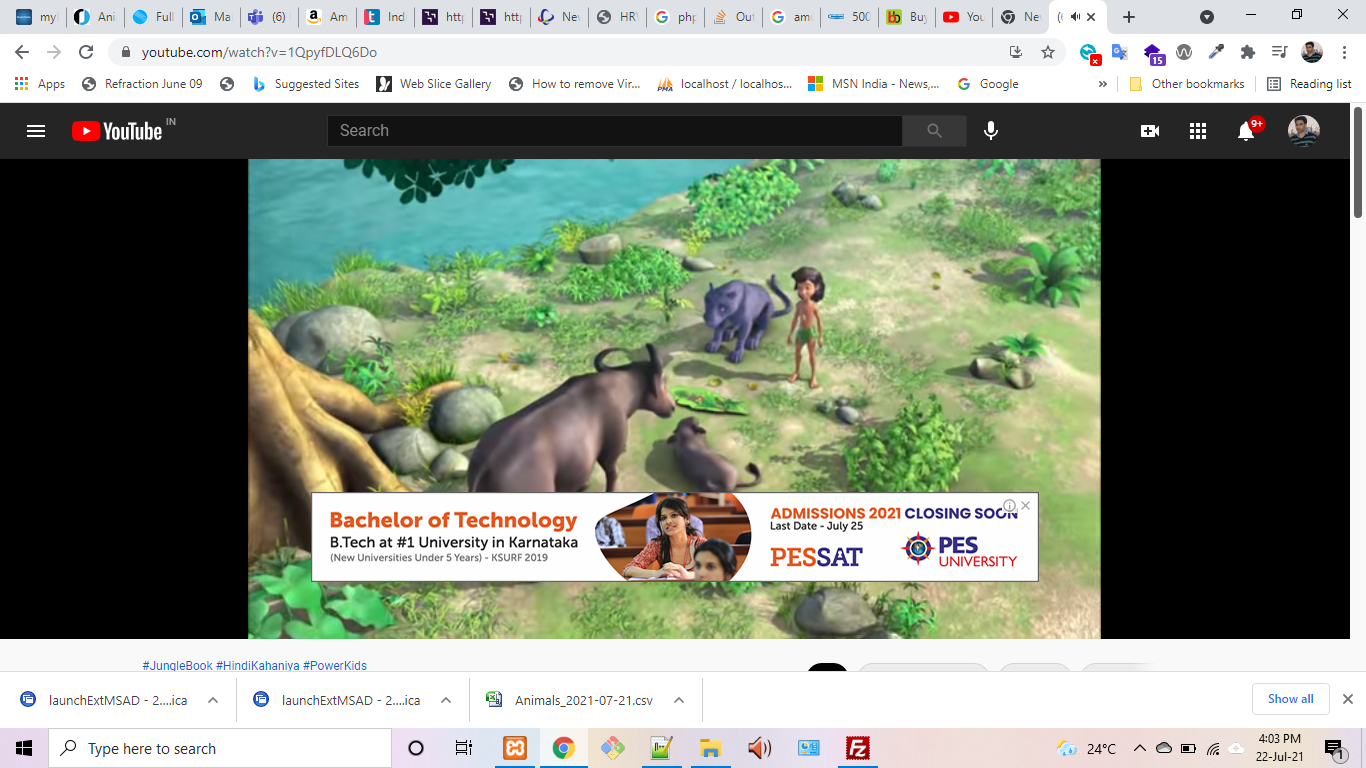 myl
Ani
Full
Ma
(6)
Am
Ind
http
http
Nev
HRV
php
Out
ama
500
Buy
You
Nev
youtube.com/watch?v=1QpyfDLQ6Do
15
Apps
Refraction June 09
Suggested Sites
Web Slice Gallery
How to remove Vir...
localhost / localhos...
MSN India - News,...
Google
»
Other bookmarks
Reading list
YouTube IN
Search
9+
Bachelor of Technology
B.Tech at #1 University in Karnataka
(New Universities Under 5 Years) - KSURF 2019
ADMISSIONS 2021 CLOSING SOON
Last Date - July 25
PESSAT
PES
UNIVERSITY
#JungleBook #HindiKahaniya #PowerKids
launchExtMSAD - 2....ica
launchExtMSAD - 2....ica
Animals_2021-07-21.csv
Show all
Type here to search
24°C
4:03 PM
22-Jul-21
1